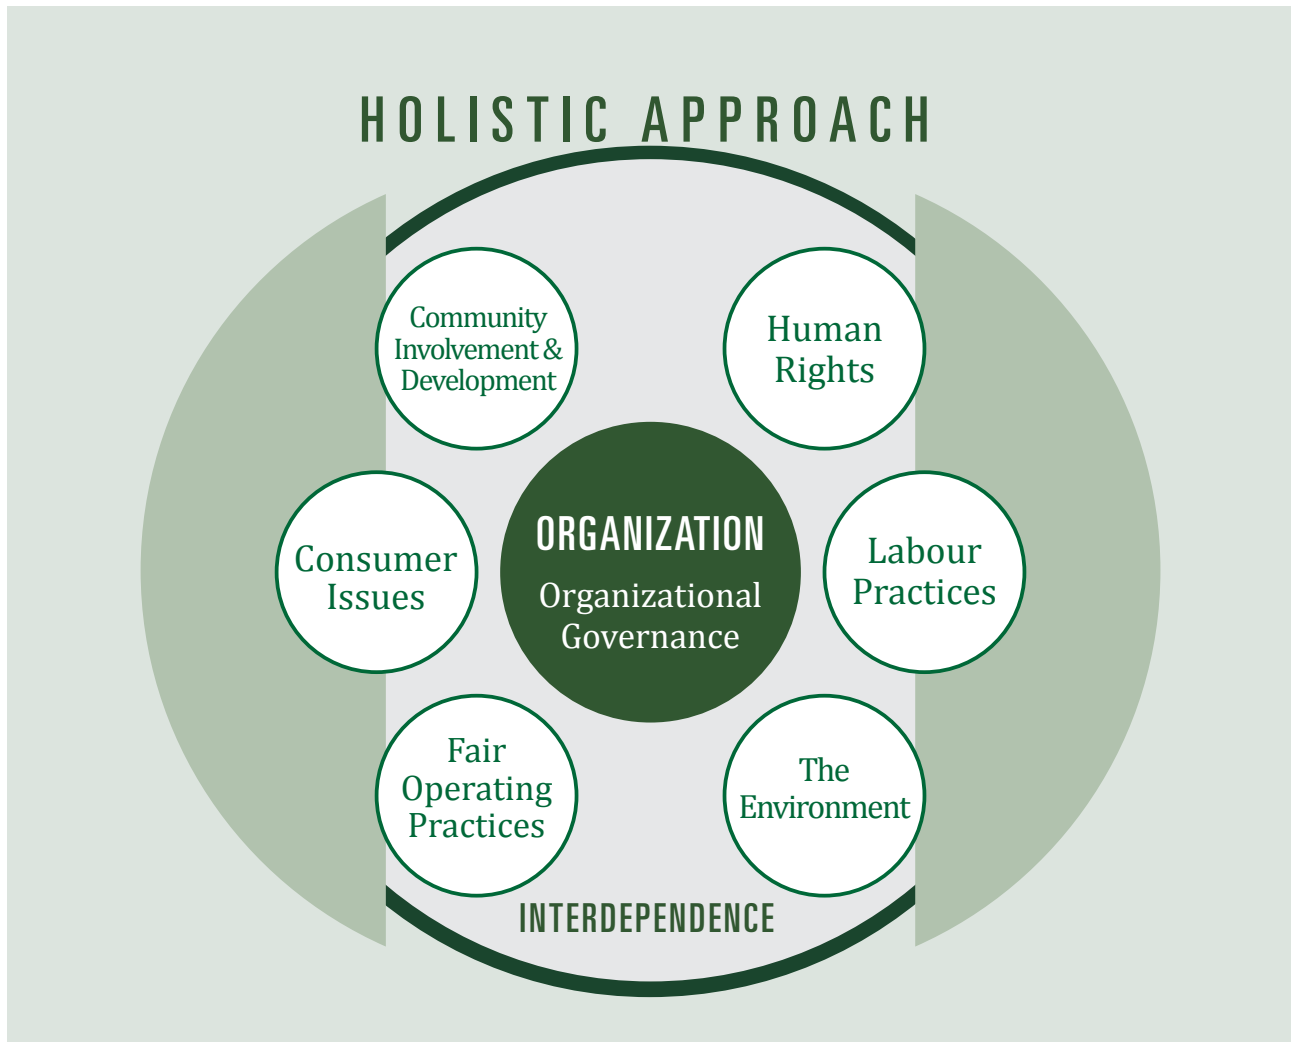 HOLISTIC APPROACH
Community
Involvement &
Development
Human
Rights
Consumer
Issues
ORGANIZATION
Organizational
Governance
Labour
Practices
Fair
Operating
Practices
The
Environment
INTERDEPENDENCE